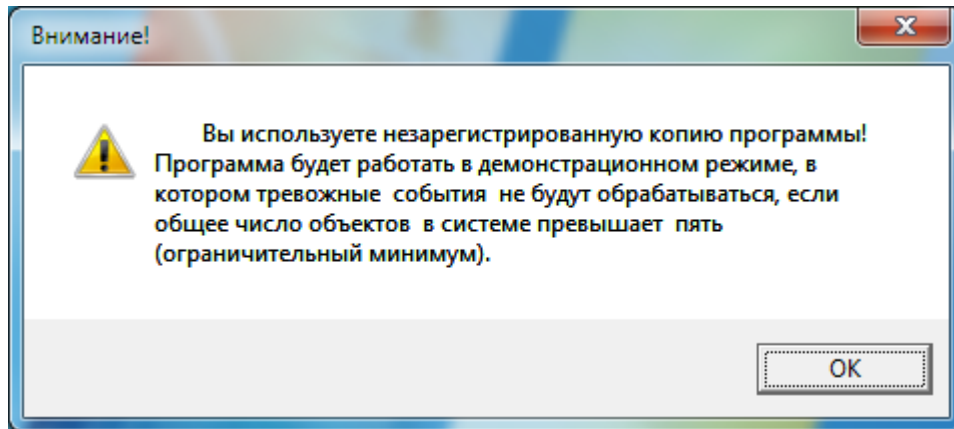 Внимание!
Вы используете незарегистрированную копию программы!
Программа будет работать в демонстрационном режиме, в
котором тревожные события не будут обрабатываться, если
общее число объектов в системе превышает пять
(ограничительный минимум).
OK